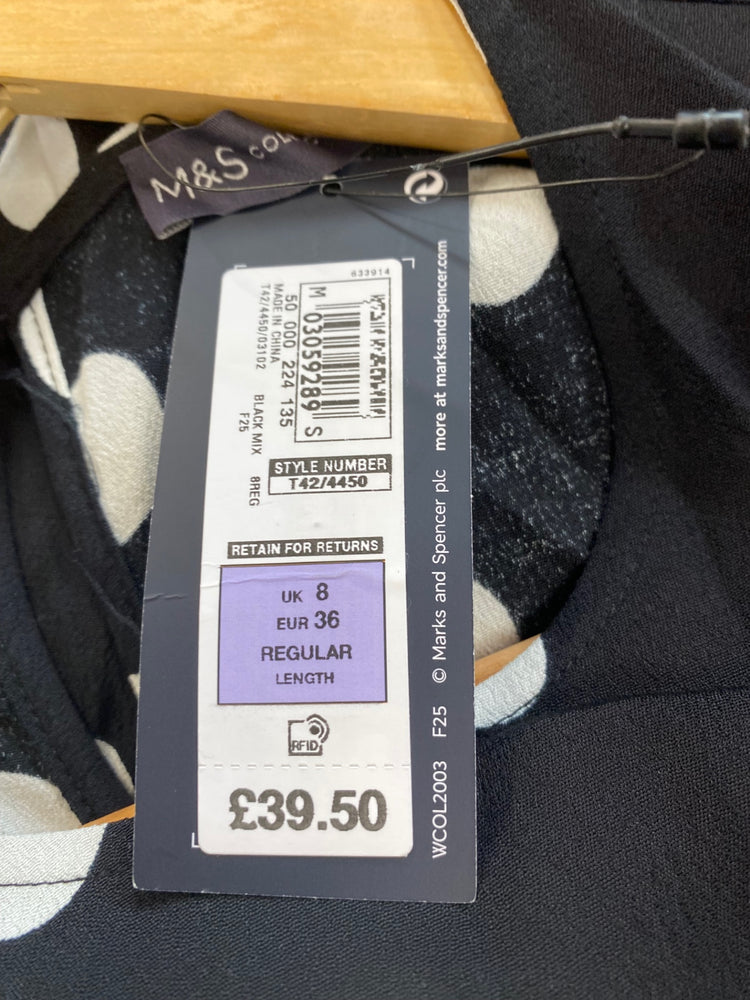 M&S
633914
M 03059289 S
50 000 224 135
MADE IN CHINA
T42/4450/03102 BLACK MIX 8REG
F25
STYLE NUMBER
T42/4450
RETAIN FOR RETURNS
UK 8
EUR 36
REGULAR
LENGTH
RFID
£39.50
WCOL2003 F25 © Marks and Spencer plc more at marksandspencer.com